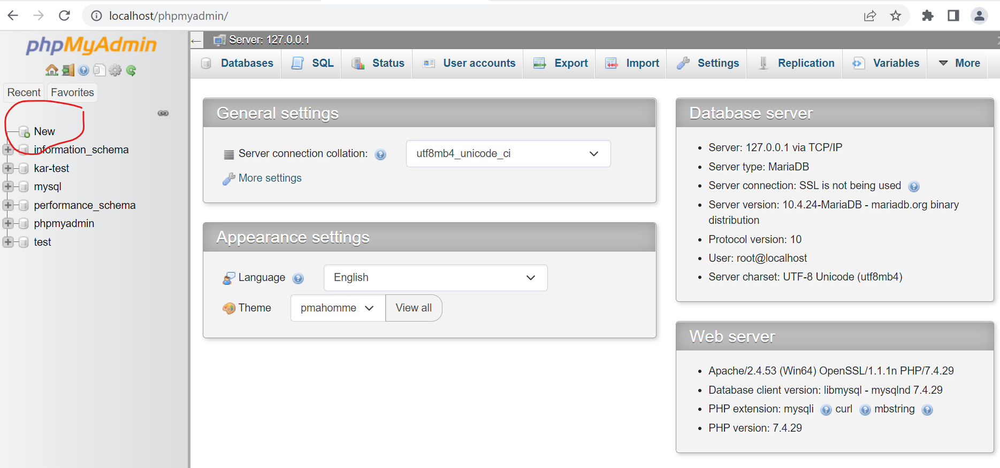 localhost/phpmyadmin/
phpMyAdmin
Recent Favorites
New
information_schema
kar-test
mysql
performance_schema
phpmyadmin
test
Server: 127.0.0.1
Databases SQL Status User accounts Export Import Settings Replication Variables More
General settings
Server connection collation: utf8mb4_unicode_ci
More settings
Appearance settings
Language English
Theme pmahomme View all
Database server
Server: 127.0.0.1 via TCP/IP
Server type: MariaDB
Server connection: SSL is not being used
Server version: 10.4.24-MariaDB - mariadb.org binary
distribution
Protocol version: 10
User: root@localhost
Server charset: UTF-8 Unicode (utf8mb4)
Web server
Apache/2.4.53 (Win64) OpenSSL/1.1.1n PHP/7.4.29
Database client version: libmysql - mysqlnd 7.4.29
PHP extension: mysqli curl mbstring
PHP version: 7.4.29